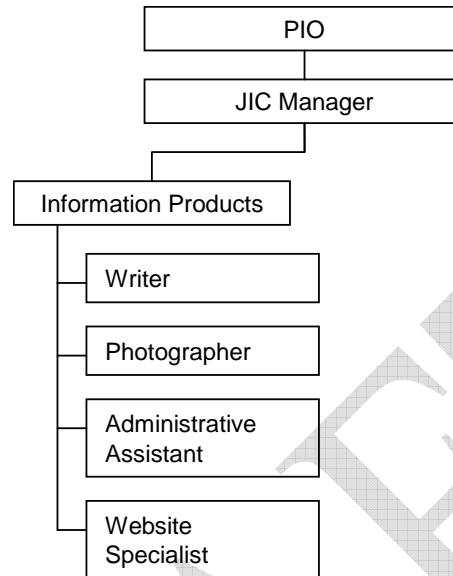 PIO
JIC Manager
Information Products
Writer
Photographer
Administrative
Assistant
Website
Specialist